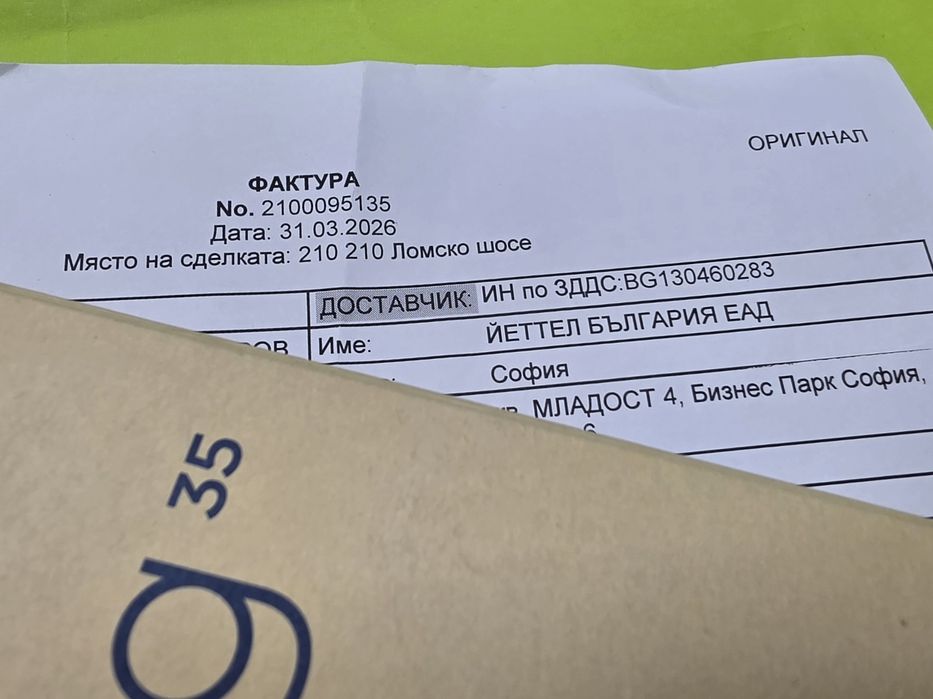 ОРИГИНАЛ
ФАКТУРА
No. 2100095135
Дата: 31.03.2026
Място на сделката: 210 210 Ломско шосе
ДОСТАВЧИК: ИН по ЗДДС:BG130460283
Име: ЙЕТТЕЛ БЪЛГАРИЯ ЕАД
София
МЛАДОСТ 4, Бизнес Парк София,
35
g